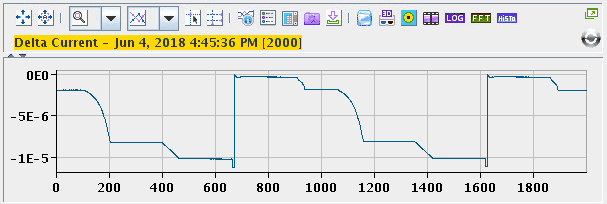 3D LOG FFT HiSTo
Delta Current – Jun 4, 2018 4:45:36 PM [2000]
0E0
-5E-6
-1E-5
0 200 400 600 800 1000 1200 1400 1600 1800